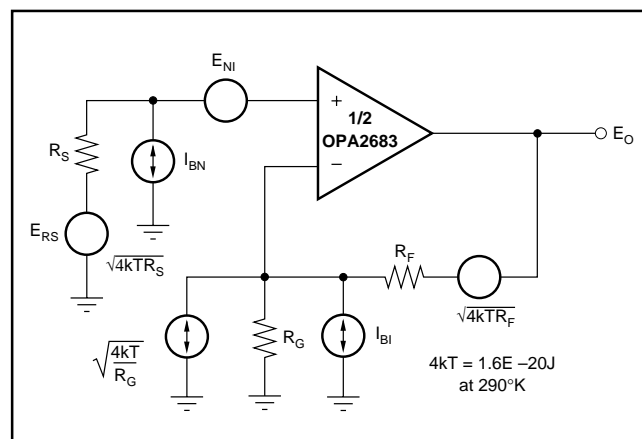 E_NI
+
1/2
OPA2683
−
E_O
R_S
I_BN
E_RS
√4kTR_S
R_F
√4kTR_F
√4kT/R_G
R_G
I_BI
4kT = 1.6E –20J
at 290°K